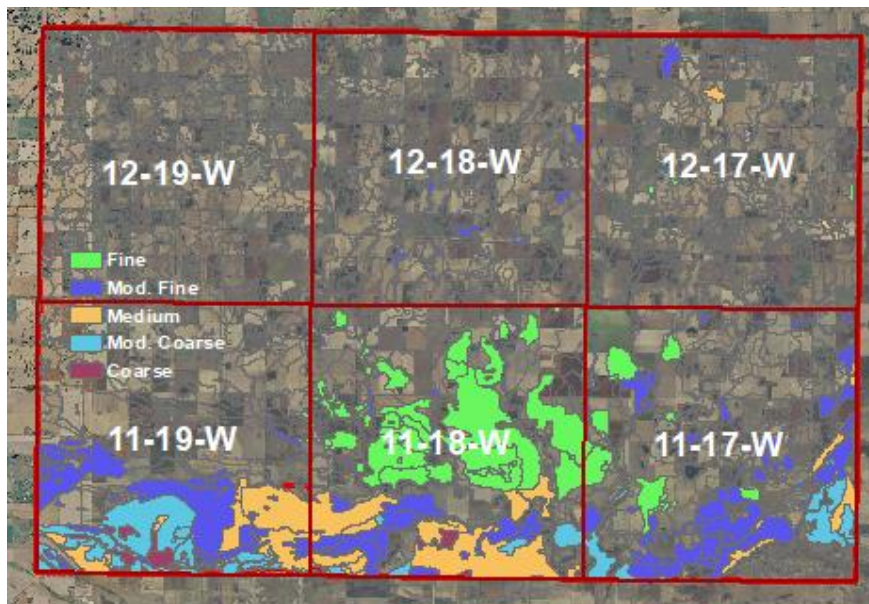 12-19-W
12-18-W
12-17-W
Fine
Mod. Fine
Medium
Mod. Coarse
Coarse
11-19-W
11-18-W
11-17-W